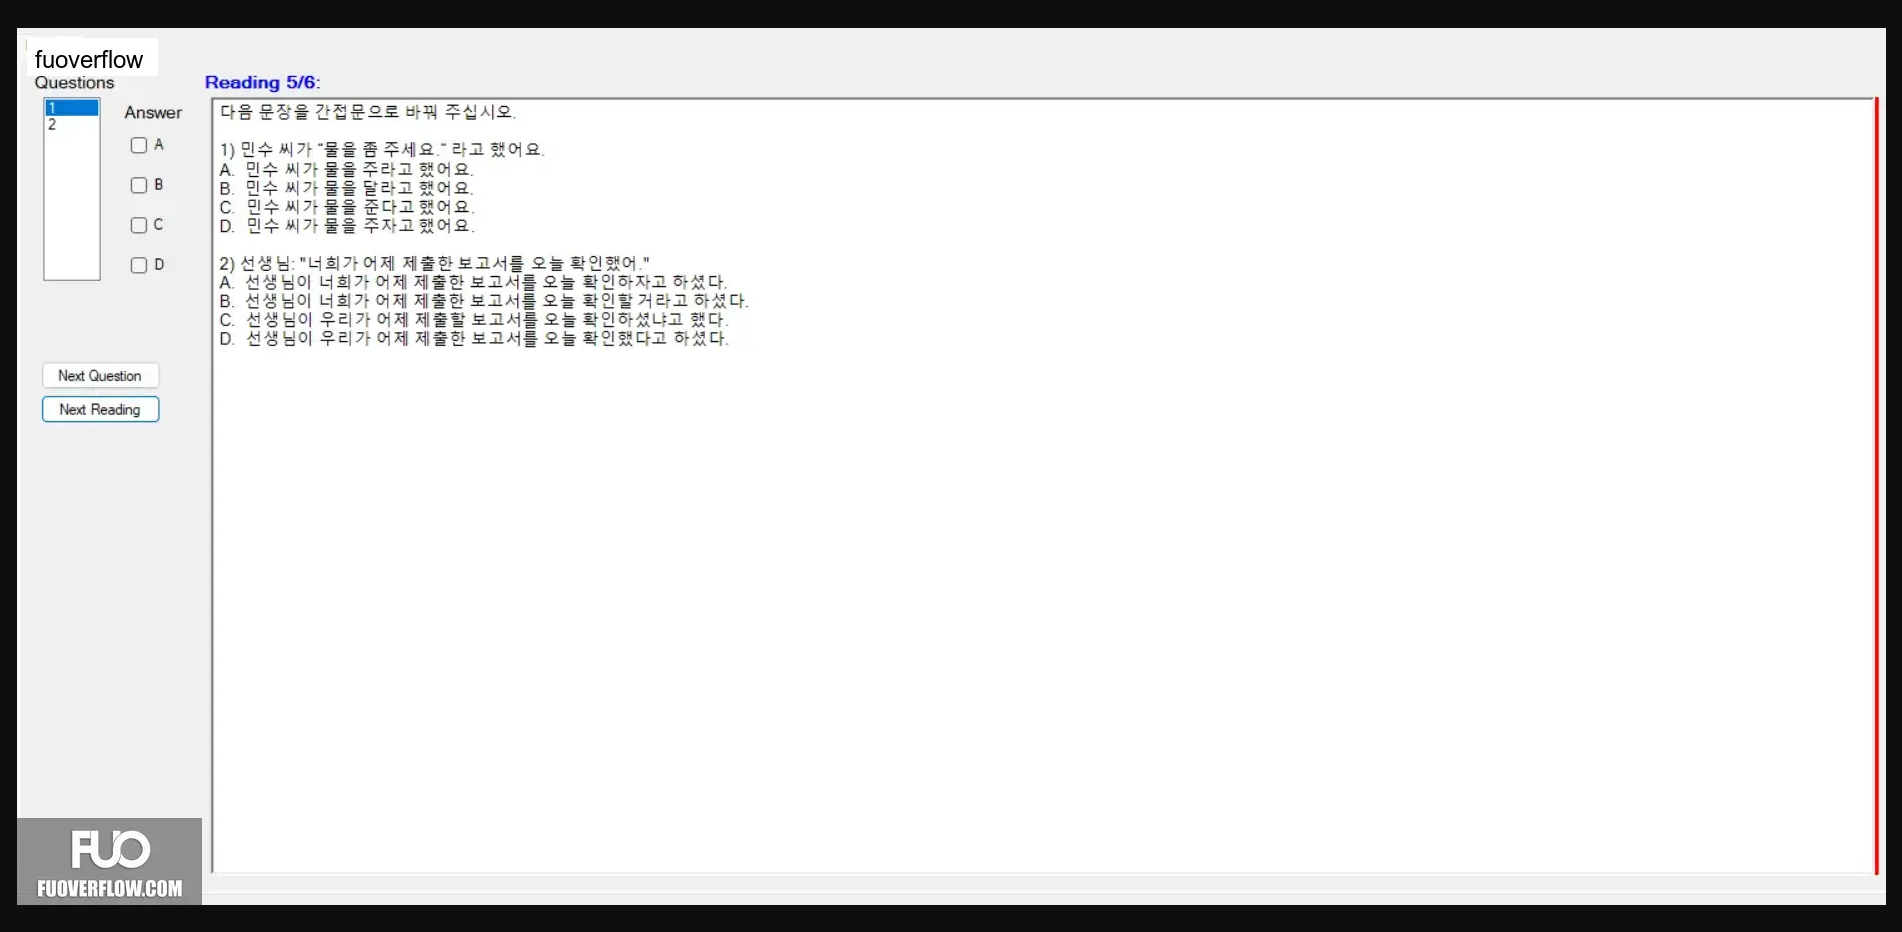 fuoverflow
Questions
Reading 5/6:
1
2
Answer
A
B
C
D
Next Question
Next Reading
다음 문장을 간접문으로 바꿔 주십시오.
1) 민수 씨가 "물을 좀 주세요." 라고 했어요.
A. 민수 씨가 물을 주라고 했어요.
B. 민수 씨가 물을 달라고 했어요.
C. 민수 씨가 물을 준다고 했어요.
D. 민수 씨가 물을 주자고 했어요.
2) 선생님: "너희가 어제 제출한 보고서를 오늘 확인했어."
A. 선생님이 너희가 어제 제출한 보고서를 오늘 확인하자고 하셨다.
B. 선생님이 너희가 어제 제출한 보고서를 오늘 확인할 거라고 하셨다.
C. 선생님이 우리가 어제 제출할 보고서를 오늘 확인하셨냐고 했다.
D. 선생님이 우리가 어제 제출한 보고서를 오늘 확인했다고 하셨다.
FUO
FUOVERFLOW.COM